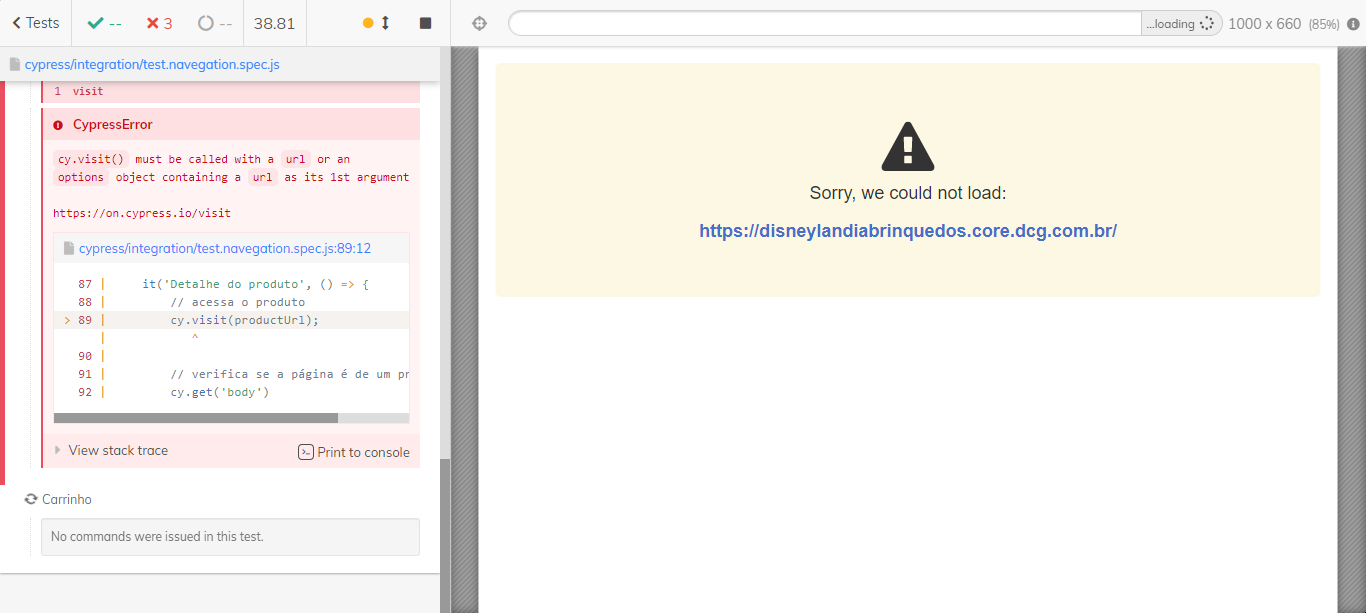 Tests
--
3
--
38.81
...loading
1000 x 660 (85%)
cypress/integration/test.navegation.spec.js
1 visit
CypressError
cy.visit() must be called with a url or an
options object containing a url as its 1st argument
https://on.cypress.io/visit
cypress/integration/test.navegation.spec.js:89:12
87 | it('Detalhe do produto', () => {
88 | // acessa o produto
> 89 | cy.visit(productUrl);
| ^
90 |
91 | // verifica se a página é de um pr
92 | cy.get('body')
View stack trace
Print to console
Carrinho
No commands were issued in this test.
Sorry, we could not load:
https://disneylandiabrinquedos.core.dcg.com.br/